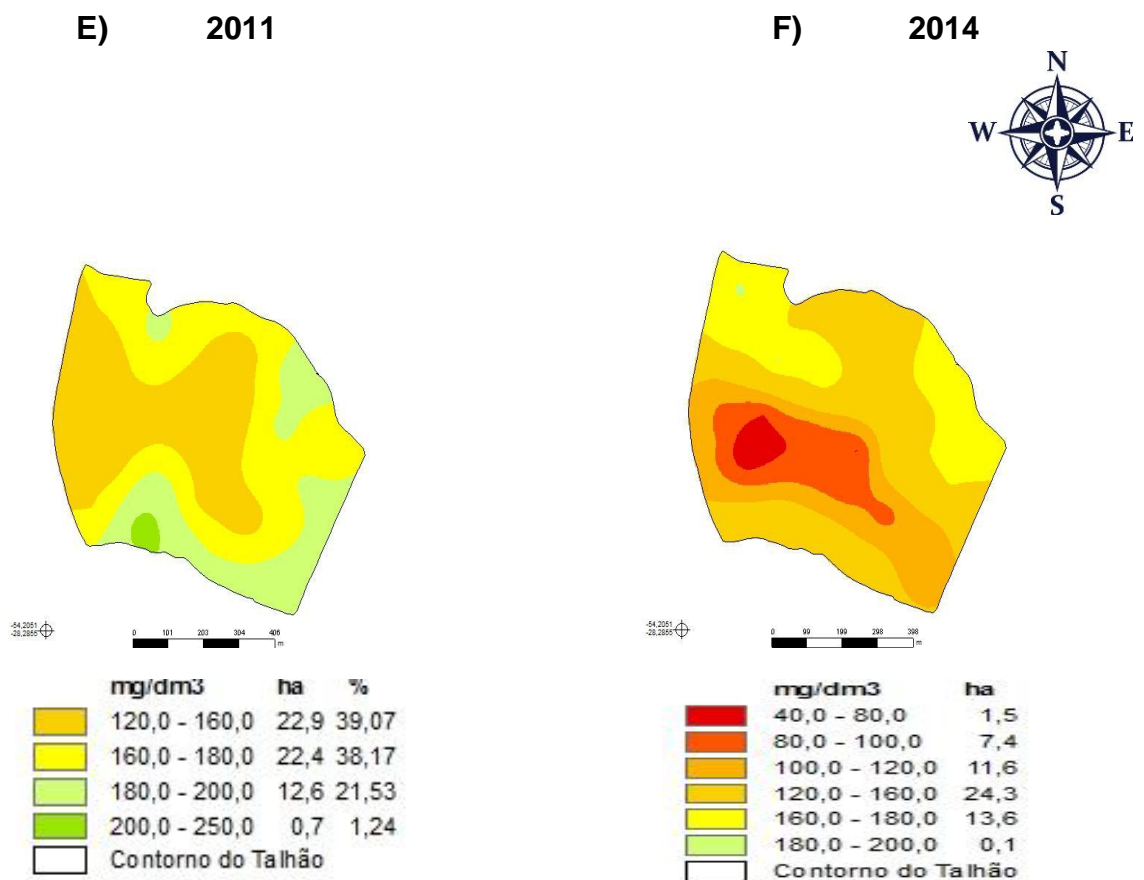 E) 2011
F) 2014
N
W E
S
-54,2051
-28,2855
0 101 203 304 406
m
-54,2051
-28,2855
0 99 199 298 398
m
mg/dm3 ha %
120,0 - 160,0 22,9 39,07
160,0 - 180,0 22,4 38,17
180,0 - 200,0 12,6 21,53
200,0 - 250,0 0,7 1,24
Contorno do Talhão
mg/dm3 ha
40,0 - 80,0 1,5
80,0 - 100,0 7,4
100,0 - 120,0 11,6
120,0 - 160,0 24,3
160,0 - 180,0 13,6
180,0 - 200,0 0,1
Contorno do Talhão